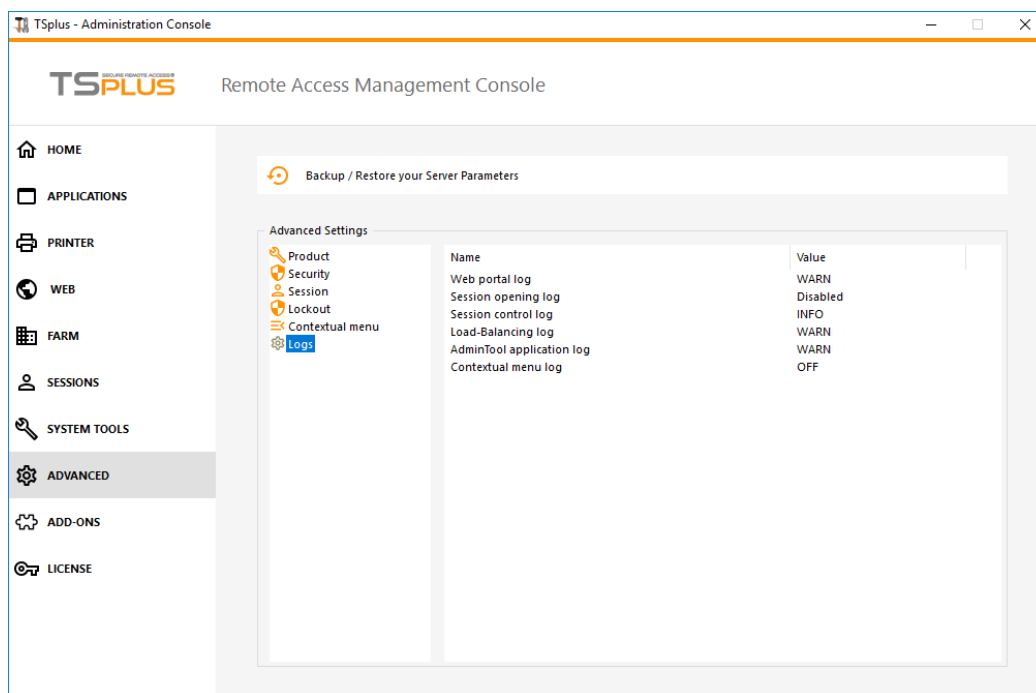 TSplus - Administration Console
TSPLUS
SECURE REMOTE ACCESS®
Remote Access Management Console
HOME
APPLICATIONS
PRINTER
WEB
FARM
SESSIONS
SYSTEM TOOLS
ADVANCED
ADD-ONS
LICENSE
Backup / Restore your Server Parameters
Advanced Settings
Product
Security
Session
Lockout
Contextual menu
Logs
Name Value
Web portal log WARN
Session opening log Disabled
Session control log INFO
Load-Balancing log WARN
AdminTool application log WARN
Contextual menu log OFF